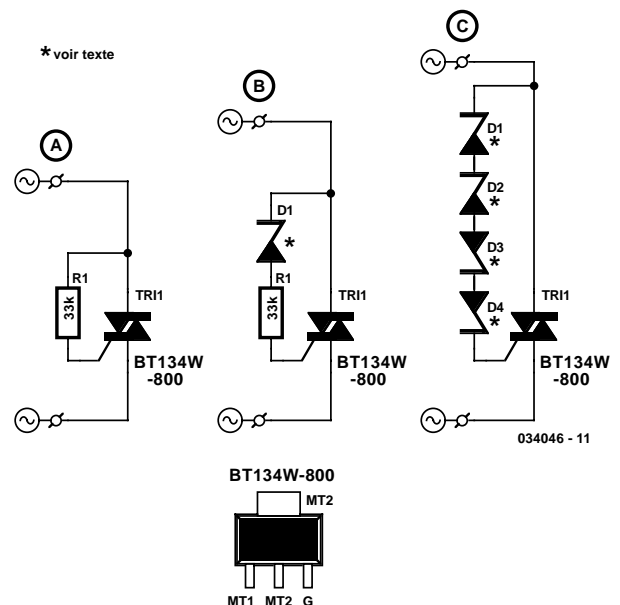 * voir texte
A
R1
33k
TRI1
BT134W
-800
B
D1
*
R1
33k
TRI1
BT134W
-800
C
D1
*
D2
*
D3
*
D4
*
TRI1
BT134W
-800
034046 - 11
BT134W-800
MT2
MT1 MT2 G